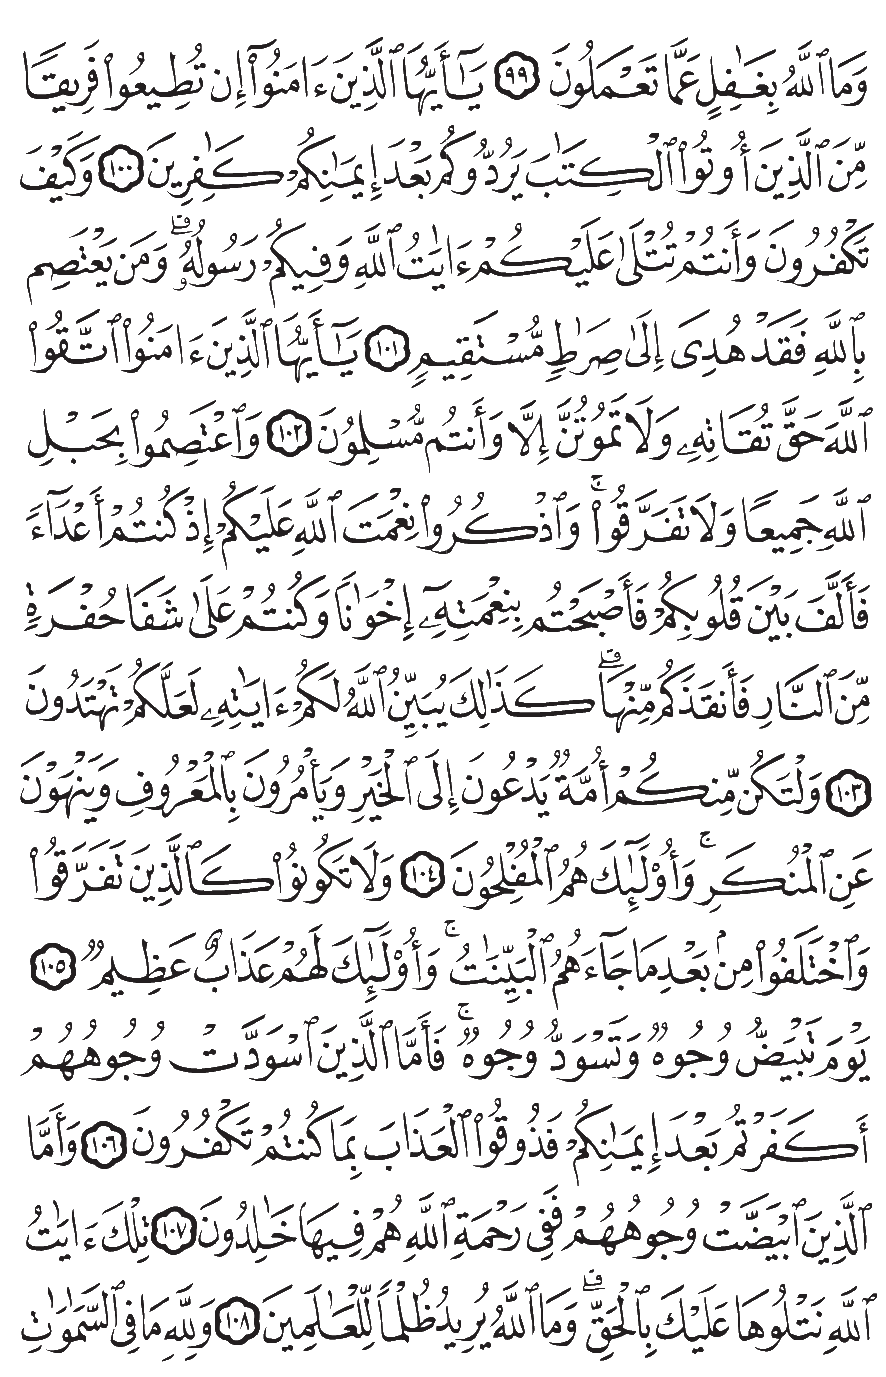 وَمَا ٱللَّهُ بِغَـٰفِلٍ عَمَّا تَعْمَلُونَ ٩٩ يَـٰٓأَيُّهَا ٱلَّذِينَ ءَامَنُوٓا۟ إِن تُطِيعُوا۟ فَرِيقًا
مِّنَ ٱلَّذِينَ أُوتُوا۟ ٱلْكِتَـٰبَ يَرُدُّوكُم بَعْدَ إِيمَـٰنِكُمْ كَـٰفِرِينَ ١٠٠ وَكَيْفَ
تَكْفُرُونَ وَأَنتُمْ تُتْلَىٰ عَلَيْكُمْ ءَايَـٰتُ ٱللَّهِ وَفِيكُمْ رَسُولُهُۥ ۗ وَمَن يَعْتَصِم
بِٱللَّهِ فَقَدْ هُدِىَ إِلَىٰ صِرَٰطٍ مُّسْتَقِيمٍ ١٠١ يَـٰٓأَيُّهَا ٱلَّذِينَ ءَامَنُوا۟ ٱتَّقُوا۟
ٱللَّهَ حَقَّ تُقَاتِهِۦ وَلَا تَمُوتُنَّ إِلَّا وَأَنتُم مُّسْلِمُونَ ١٠٢ وَٱعْتَصِمُوا۟ بِحَبْلِ
ٱللَّهِ جَمِيعًا وَلَا تَفَرَّقُوا۟ ۚ وَٱذْكُرُوا۟ نِعْمَتَ ٱللَّهِ عَلَيْكُمْ إِذْ كُنتُمْ أَعْدَآءً
فَأَلَّفَ بَيْنَ قُلُوبِكُمْ فَأَصْبَحْتُم بِنِعْمَتِهِۦٓ إِخْوَٰنًا وَكُنتُمْ عَلَىٰ شَفَا حُفْرَةٍ
مِّنَ ٱلنَّارِ فَأَنقَذَكُم مِّنْهَا ۗ كَذَٰلِكَ يُبَيِّنُ ٱللَّهُ لَكُمْ ءَايَـٰتِهِۦ لَعَلَّكُمْ تَهْتَدُونَ
١٠٣ وَلْتَكُن مِّنكُمْ أُمَّةٌ يَدْعُونَ إِلَى ٱلْخَيْرِ وَيَأْمُرُونَ بِٱلْمَعْرُوفِ وَيَنْهَوْنَ
عَنِ ٱلْمُنكَرِ ۚ وَأُو۟لَـٰٓئِكَ هُمُ ٱلْمُفْلِحُونَ ١٠٤ وَلَا تَكُونُوا۟ كَٱلَّذِينَ تَفَرَّقُوا۟
وَٱخْتَلَفُوا۟ مِنۢ بَعْدِ مَا جَآءَهُمُ ٱلْبَيِّنَـٰتُ ۚ وَأُو۟لَـٰٓئِكَ لَهُمْ عَذَابٌ عَظِيمٌ ١٠٥
يَوْمَ تَبْيَضُّ وُجُوهٌ وَتَسْوَدُّ وُجُوهٌ ۚ فَأَمَّا ٱلَّذِينَ ٱسْوَدَّتْ وُجُوهُهُمْ
أَكَفَرْتُم بَعْدَ إِيمَـٰنِكُمْ فَذُوقُوا۟ ٱلْعَذَابَ بِمَا كُنتُمْ تَكْفُرُونَ ١٠٦ وَأَمَّا
ٱلَّذِينَ ٱبْيَضَّتْ وُجُوهُهُمْ فَفِى رَحْمَةِ ٱللَّهِ هُمْ فِيهَا خَـٰلِدُونَ ١٠٧ تِلْكَ ءَايَـٰتُ
ٱللَّهِ نَتْلُوهَا عَلَيْكَ بِٱلْحَقِّ ۗ وَمَا ٱللَّهُ يُرِيدُ ظُلْمًا لِّلْعَـٰلَمِينَ ١٠٨ وَلِلَّهِ مَا فِى ٱلسَّمَـٰوَٰتِ